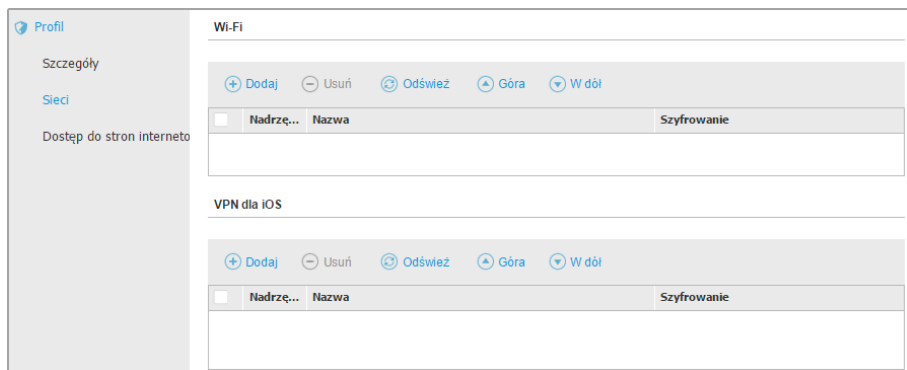 Profil
Szczegóły
Sieci
Dostęp do stron interneto
Wi-Fi
Dodaj Usuń Odśwież Góra W dół
Nadrzę... Nazwa Szyfrowanie
VPN dla iOS
Dodaj Usuń Odśwież Góra W dół
Nadrzę... Nazwa Szyfrowanie